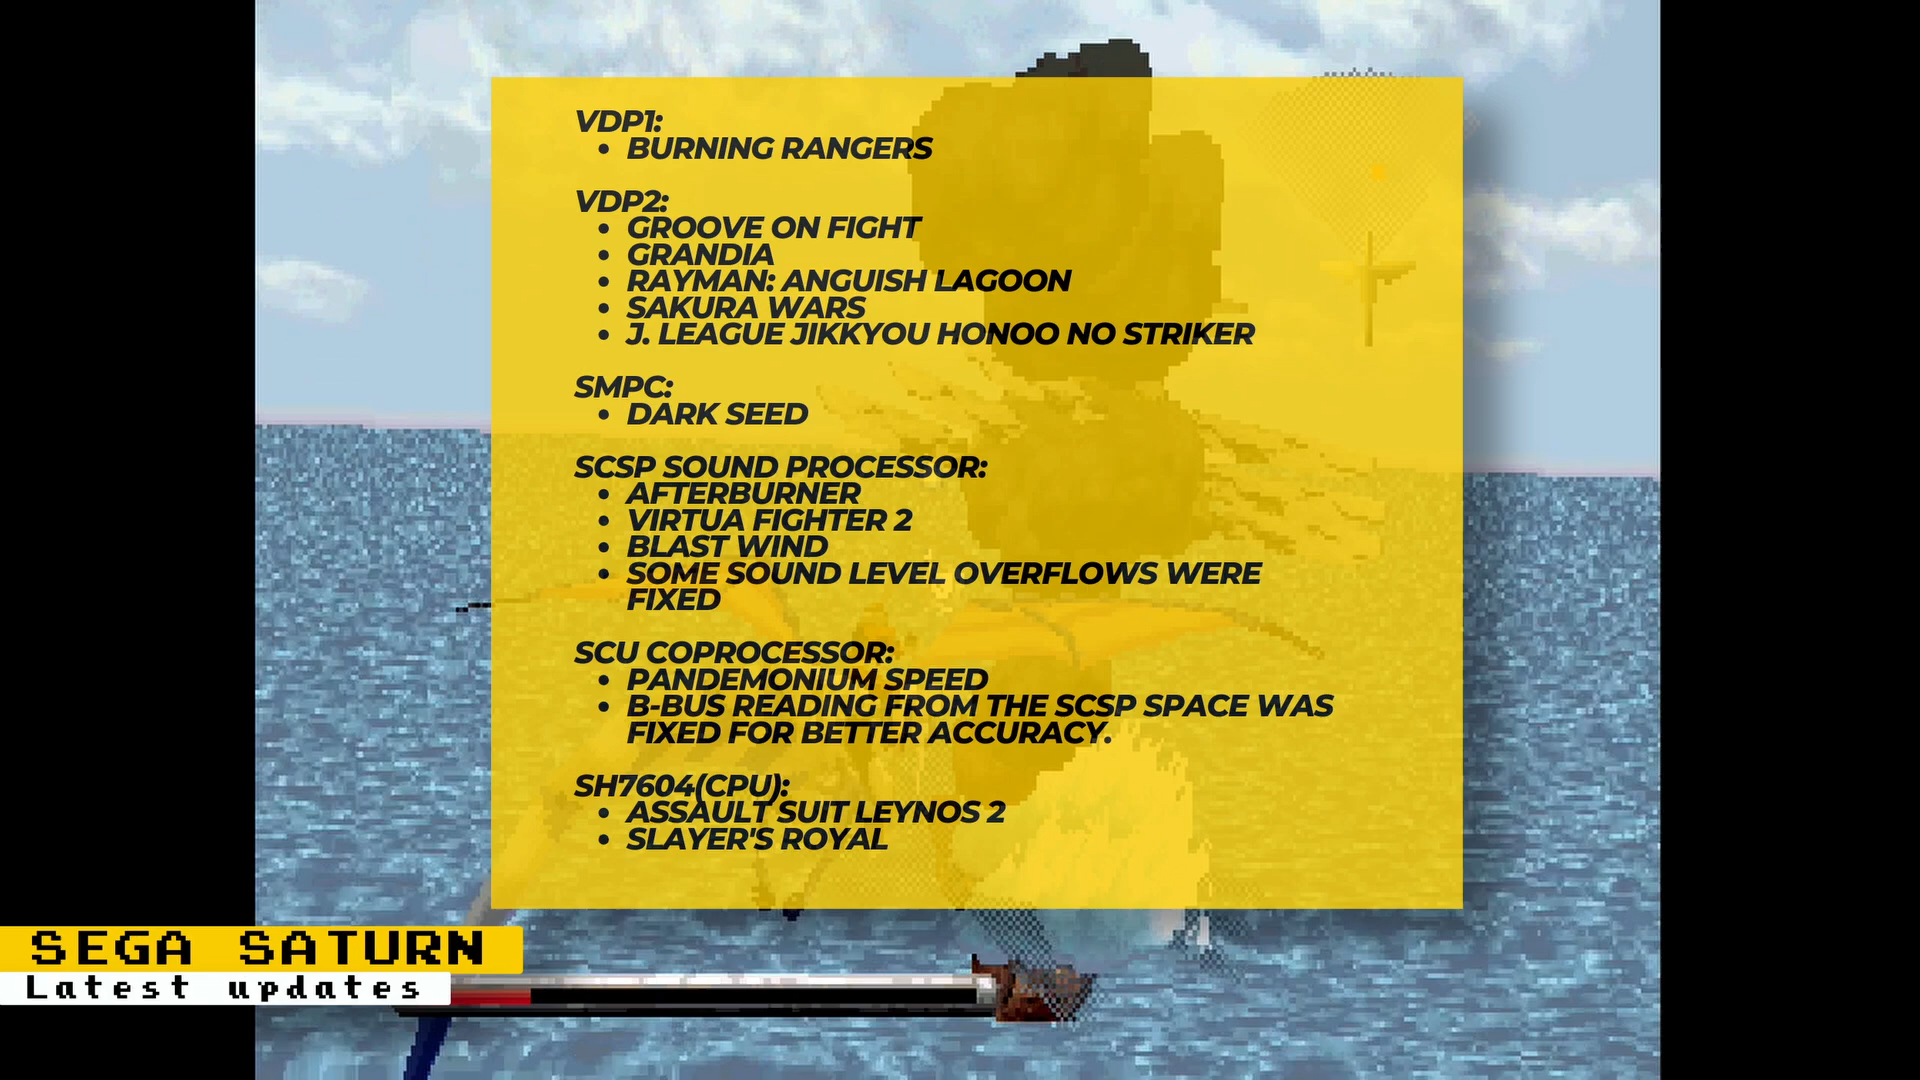 VDP1:
• BURNING RANGERS
VDP2:
• GROOVE ON FIGHT
• GRANDIA
• RAYMAN: ANGUISH LAGOON
• SAKURA WARS
• J. LEAGUE JIKKYOU HONOO NO STRIKER
SMPC:
• DARK SEED
SCSP SOUND PROCESSOR:
• AFTERBURNER
• VIRTUA FIGHTER 2
• BLAST WIND
• SOME SOUND LEVEL OVERFLOWS WERE
FIXED
SCU COPROCESSOR:
• PANDEMONIUM SPEED
• B-BUS READING FROM THE SCSP SPACE WAS
FIXED FOR BETTER ACCURACY.
SH7604(CPU):
• ASSAULT SUIT LEYNOS 2
• SLAYER'S ROYAL
SEGA SATURN
Latest updates